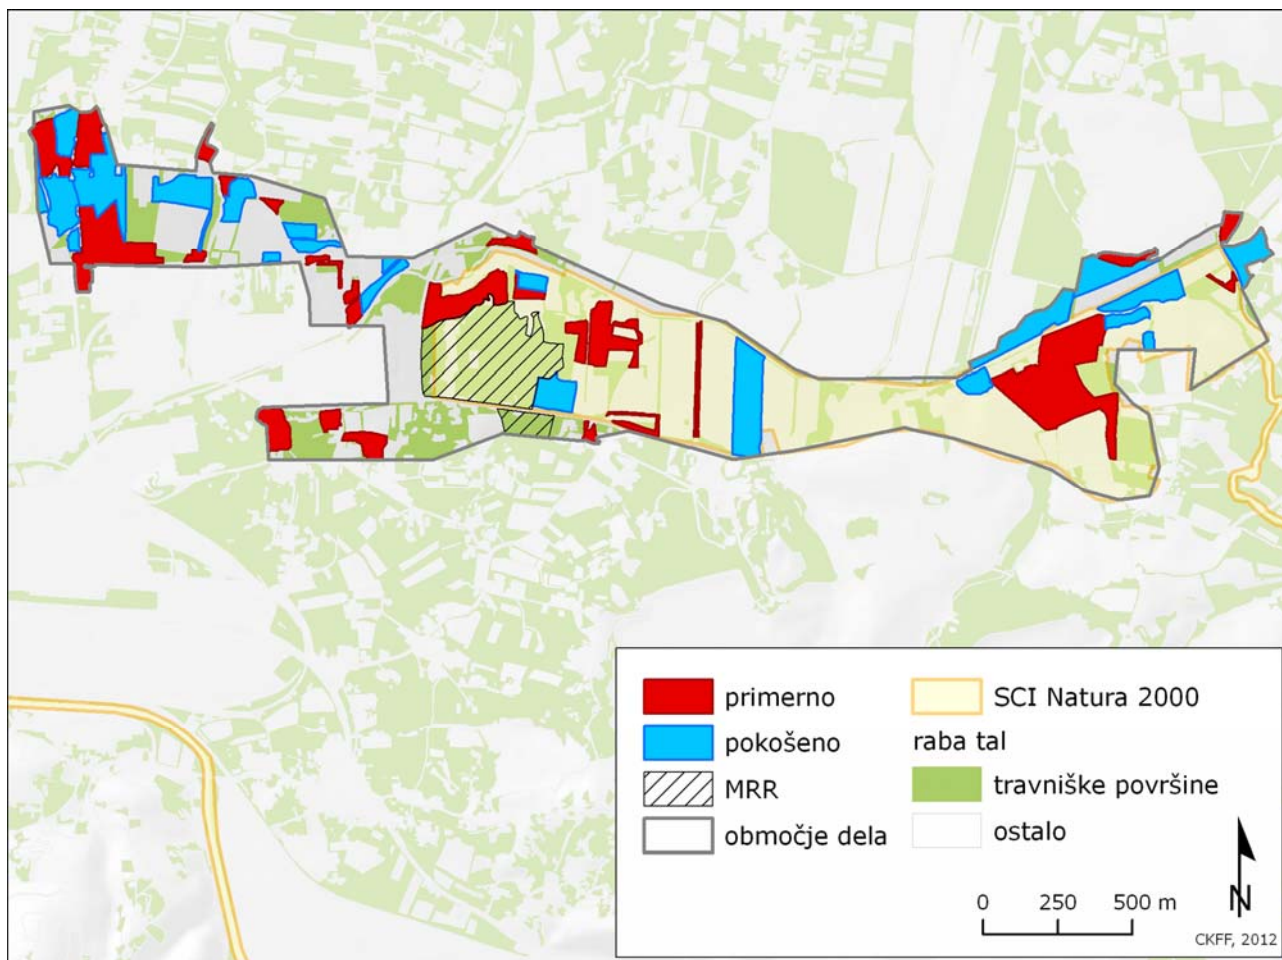 primerno
pokošeno
MRR
območje dela
SCI Natura 2000
raba tal
travniške površine
ostalo
0 250 500 m
N
CKFF, 2012